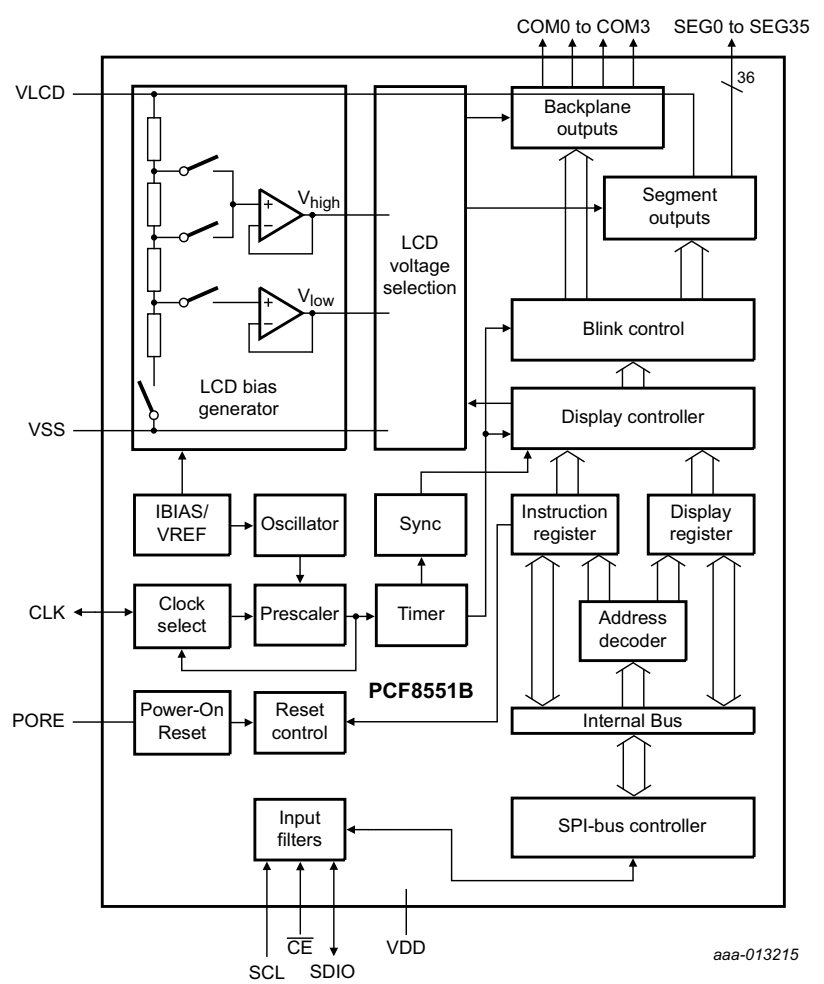 COM0 to COM3
SEG0 to SEG35
36
VLCD
Backplane
outputs
Segment
outputs
Vhigh
+
−
LCD
voltage
selection
Vlow
+
−
Blink control
LCD bias
generator
Display controller
VSS
IBIAS/
VREF
Oscillator
Sync
Instruction
register
Display
register
CLK
Clock
select
Prescaler
Timer
Address
decoder
PCF8551B
PORE
Power-On
Reset
Reset
control
Internal Bus
Input
filters
SPI-bus controller
SCL
CE
SDIO
VDD
aaa-013215